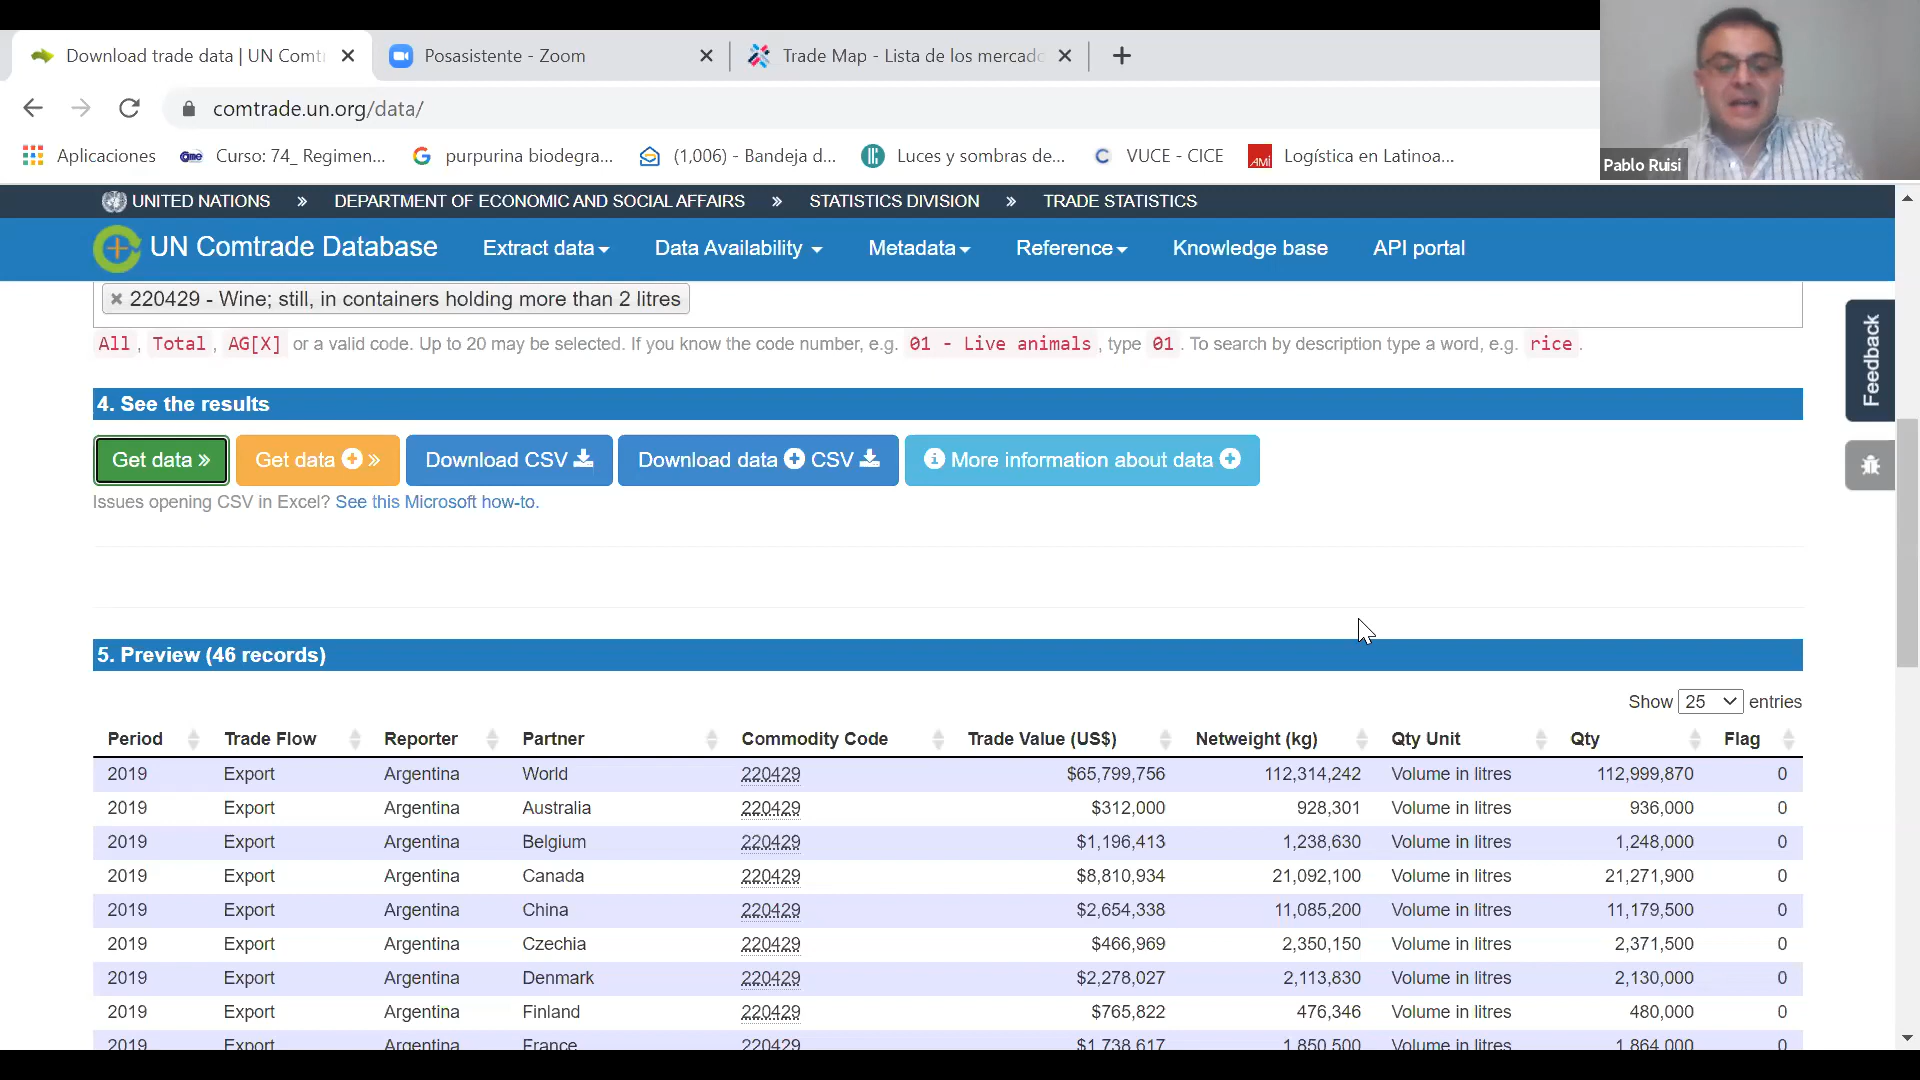 Download trade data | UN Comt
Posasistente - Zoom
Trade Map - Lista de los mercado
comtrade.un.org/data/
Aplicaciones
came
Curso: 74_ Regimen...
purpurina biodegra...
(1,006) - Bandeja d...
Luces y sombras de...
VUCE - CICE
AMI
Logística en Latinoa...
Pablo Ruisi
UNITED NATIONS » DEPARTMENT OF ECONOMIC AND SOCIAL AFFAIRS » STATISTICS DIVISION » TRADE STATISTICS
UN Comtrade Database Extract data Data Availability Metadata Reference Knowledge base API portal
× 220429 - Wine; still, in containers holding more than 2 litres
All , Total , AG[X] or a valid code. Up to 20 may be selected. If you know the code number, e.g. 01 - Live animals , type 01 . To search by description type a word, e.g. rice .
Feedback
4. See the results
Get data » Get data » Download CSV Download data CSV More information about data
Issues opening CSV in Excel? See this Microsoft how-to.
5. Preview (46 records)
Show 25 entries
Period Trade Flow Reporter Partner Commodity Code Trade Value (US$) Netweight (kg) Qty Unit Qty Flag
2019 Export Argentina World 220429 $65,799,756 112,314,242 Volume in litres 112,999,870 0
2019 Export Argentina Australia 220429 $312,000 928,301 Volume in litres 936,000 0
2019 Export Argentina Belgium 220429 $1,196,413 1,238,630 Volume in litres 1,248,000 0
2019 Export Argentina Canada 220429 $8,810,934 21,092,100 Volume in litres 21,271,900 0
2019 Export Argentina China 220429 $2,654,338 11,085,200 Volume in litres 11,179,500 0
2019 Export Argentina Czechia 220429 $466,969 2,350,150 Volume in litres 2,371,500 0
2019 Export Argentina Denmark 220429 $2,278,027 2,113,830 Volume in litres 2,130,000 0
2019 Export Argentina Finland 220429 $765,822 476,346 Volume in litres 480,000 0
2019 Export Argentina France 220429 $1,738,617 1,850,500 Volume in litres 1,864,000 0